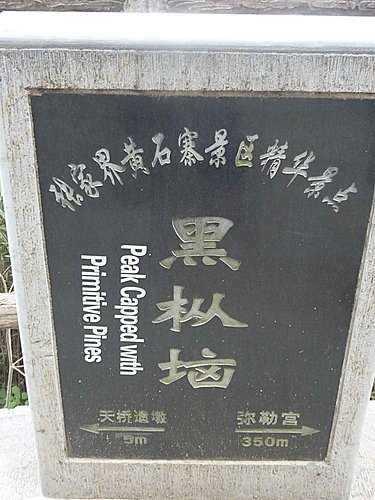 张家界黄石寨景区精华景点
黑枞垴
Peak Capped with
Primitive Pines
天桥遗墩
5m
弥勒宫
350m